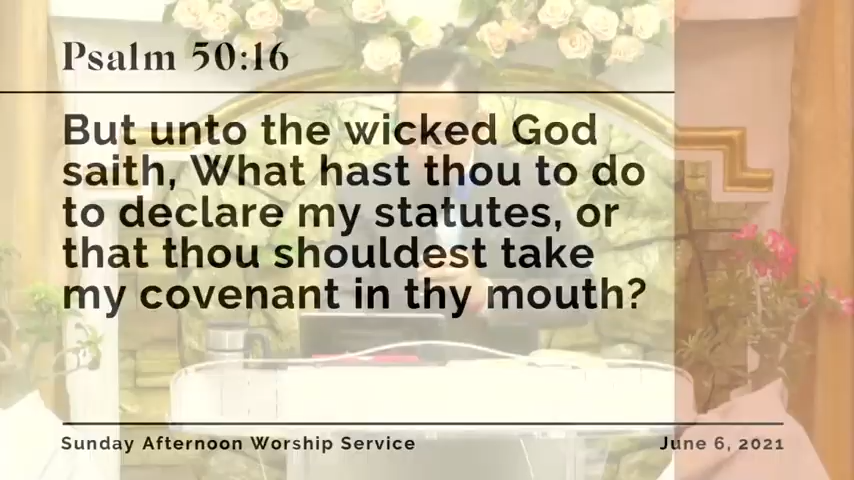 Psalm 50:16
But unto the wicked God
saith, What hast thou to do
to declare my statutes, or
that thou shouldest take
my covenant in thy mouth?
Sunday Afternoon Worship Service
June 6, 2021